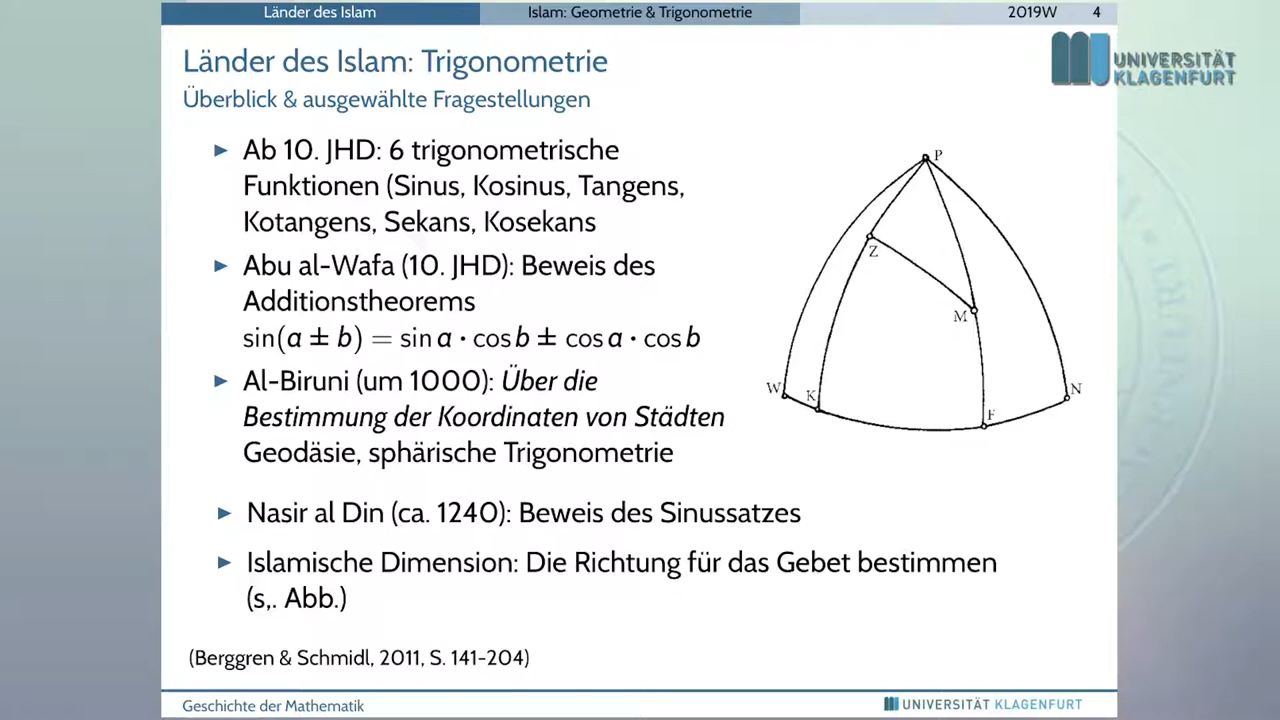 Länder des Islam
Islam: Geometrie & Trigonometrie
2019W 4
UNIVERSITÄT
KLAGENFURT
Länder des Islam: Trigonometrie
Überblick & ausgewählte Fragestellungen
▶ Ab 10. JHD: 6 trigonometrische
Funktionen (Sinus, Kosinus, Tangens,
Kotangens, Sekans, Kosekans
▶ Abu al-Wafa (10. JHD): Beweis des
Additionstheorems
sin(a ± b) = sin a · cos b ± cos a · cos b
▶ Al-Biruni (um 1000): Über die
Bestimmung der Koordinaten von Städten
Geodäsie, sphärische Trigonometrie
P
Z
M
W
K
F
N
▶ Nasir al Din (ca. 1240): Beweis des Sinussatzes
▶ Islamische Dimension: Die Richtung für das Gebet bestimmen
(s,. Abb.)
(Berggren & Schmidl, 2011, S. 141-204)
Geschichte der Mathematik
UNIVERSITÄT KLAGENFURT